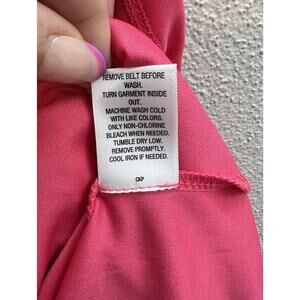 REMOVE BELT BEFORE
WASH.
TURN GARMENT INSIDE
OUT.
MACHINE WASH COLD
WITH LIKE COLORS.
ONLY NON-CHLORINE
BLEACH WHEN NEEDED.
TUMBLE DRY LOW.
REMOVE PROMPTLY.
COOL IRON IF NEEDED.
CKP